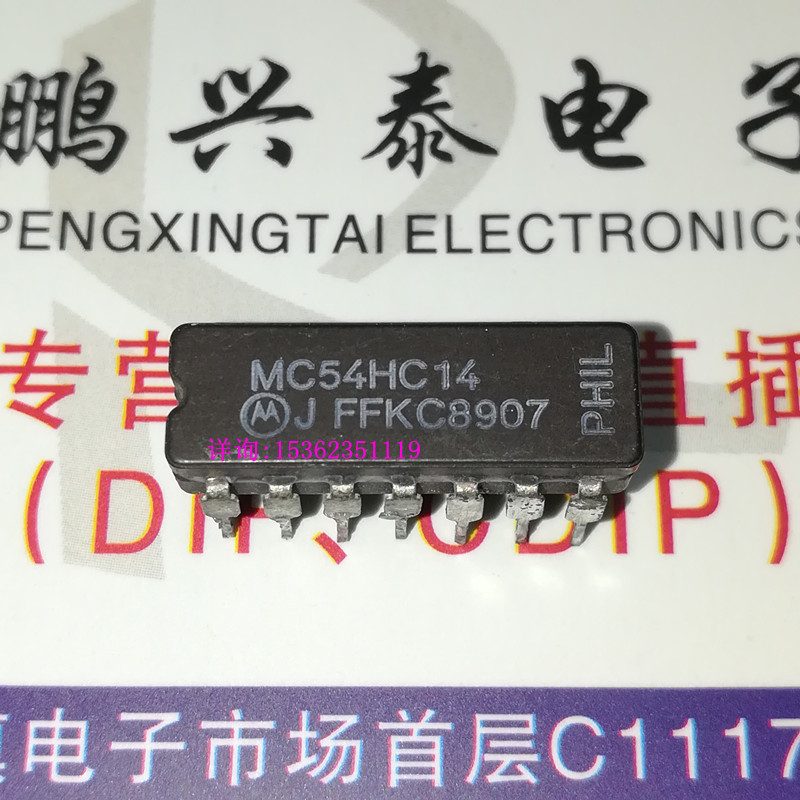 鹏兴泰电子
PENGXINGTAI ELECTRONICS
专营 直插
MC54HC14
J FFKC8907
PHIL
详询:15362351119
(DIP、CDIP)
电子市场首层C1117